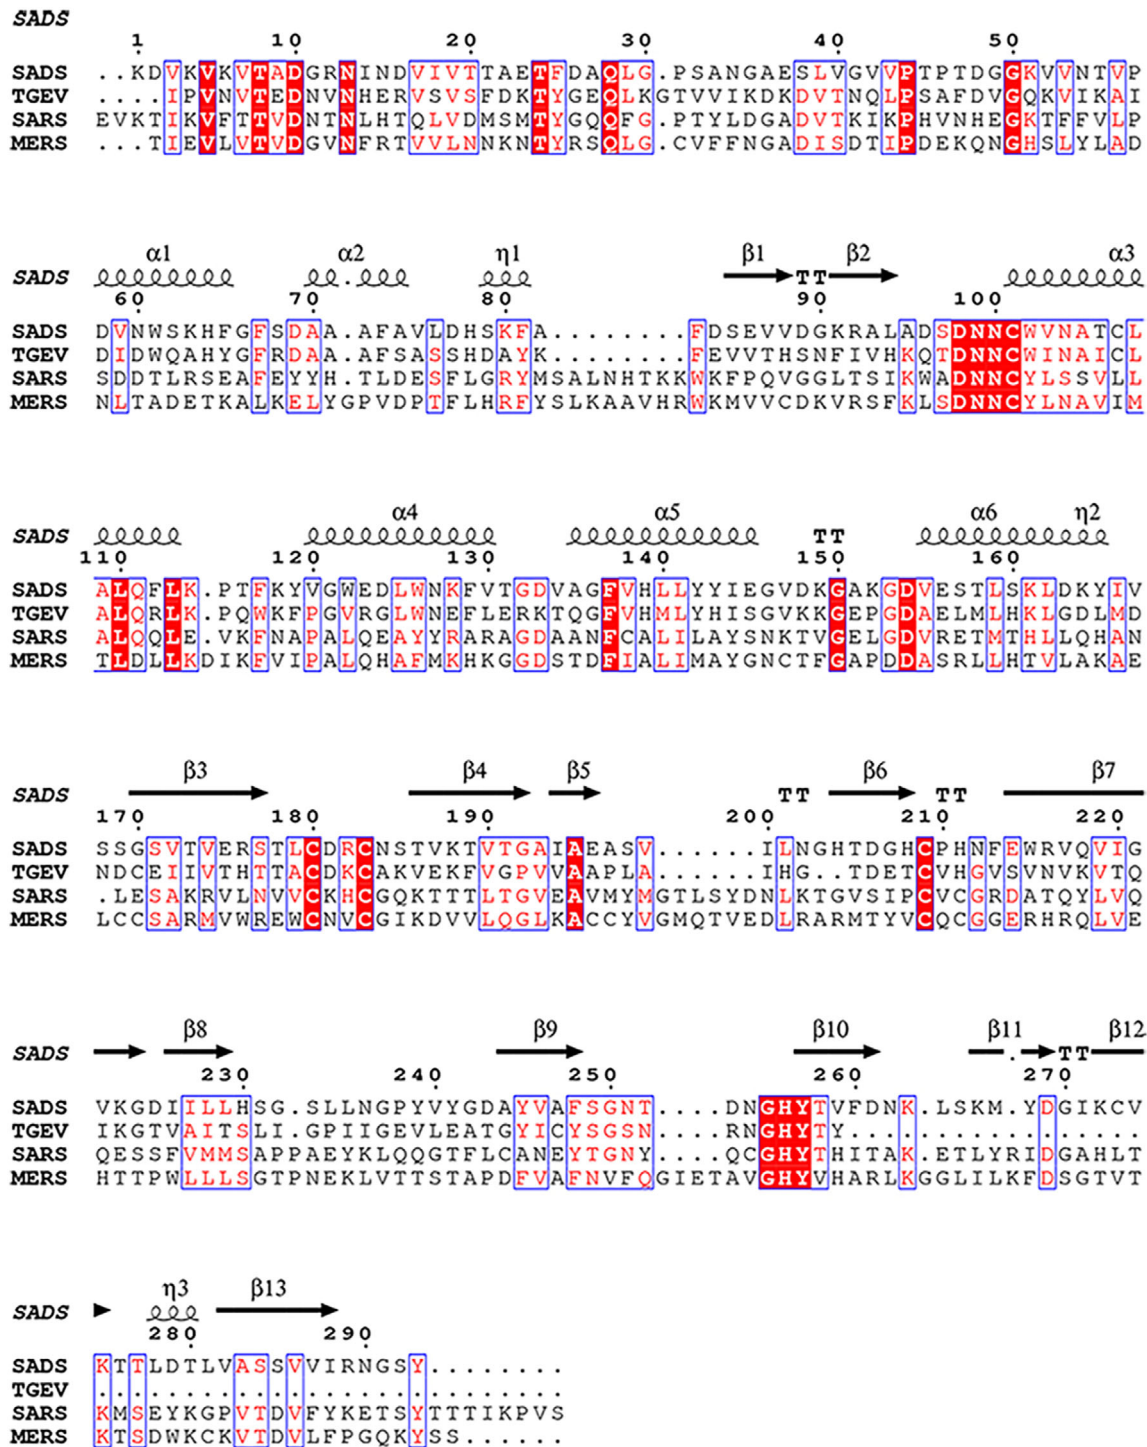 SADS
1 10 20 30 40 50
SADS ..KDVKVKVTADGRNINDVIVTTAETFDAQLG.PSANGAESLVGVVPTPTDGGKVVNTVP
TGEV ....IPVNVTEDNVNHERVSVSFDKTYGEQLKGTVVIKDKDVTNQLPSAFDVGQKVIKAI
SARS EVKTIKVFTTVDNTNLHTQLVDMSMTYGQQFG.PTYLDGADVTKIKPHVNHEGKTFFVLP
MERS ...TIEVLVTVDGVNFRTVVLNNKNTYRSQLG.CVFFNGADISDTIPDEKQNGHSLYLAD
α1 α2 η1 β1 β2 α3
SADS TT
60 70 80 90 100
SADS DVNWSKHFGFSDAA.AFAVLDHSKFA........FDSEVVDGKRALADSDNNCWVNATCL
TGEV DIDWQAHYGFRDAA.AFSASSHDAYK........FEVVTHSNFIVHKQTDNNCWINAICL
SARS SDDTLRSEAFEYYH.TLDESFLGRYMSALNHTKKWKFPQVGGLTSIKWADNNCYLSSVLL
MERS NLTADETKALKELYGPVDPTFLHRFYSLKAAVHRWKMVVCDKVRSFKLSDNNCYLNAVIM
α4 α5 α6 η2
SADS TT
110 120 130 140 150 160
SADS ALQFLK.PTFKYVGWEDLWNKFVTGDVAGFVHLLYYIEGVDKGAKGDVESTLSKLDKYIV
TGEV ALQRLK.PQWKFPGVRGLWNEFLERKTQGFVHMLYHISGVKKGEPGDAELMLHKLGDLMD
SARS ALQQLE.VKFNAPALQEAYYRARAGDAANFCALILAYSNKTVGELGDVRETMTHLLQHAN
MERS TLDLLKDIKFVIPALQHAFMKHKGGDSTDFIALIMAYGNCTFGAPDDASRLLHTVLAKAE
β3 β4 β5 β6 β7
SADS TT TT
170 180 190 200 210 220
SADS SSGSVTVERSTLCDRCNSTVKTVTGAIAEASV......ILNGHTDGHCPHNFEWRVQVIG
TGEV NDCEIIVTHTTACDKCAKVEKFVGPVVAAPLA......IHG..TDETCVHGVSVNVKVTQ
SARS .LESAKRVLNVVCKHCGQKTTTLTGVEAVMYMGTLSYDNLKTGVSIPCVCGRDATQYLVQ
MERS LCCSARMVWREWCNVCGIKDVVLQGLKACCYVGMQTVEDLRARMTYVCQCGGERHRQLVE
β8 β9 β10 β11 β12
SADS . TT
230 240 250 260 270
SADS VKGDIILLHSG.SLLNGPYVYGDAYVAFSGNT....DNGHYTVFDNK.LSKM.YDGIKCV
TGEV IKGTVAITSLI.GPIIGEVLEATGYICYSGSN....RNGHYTY.................
SARS QESSFVMMSAPPAEYKLQQGTFLCANEYTGNY....QCGHYTHITAK.ETLYRIDGAHLT
MERS HTTPWLLLSGTPNEKLVTTSTAPDFVAFNVFQGIETAVGHYVHARLKGGLILKFDSGTVT
η3 β13
SADS
280 290
SADS KTTLDTLVASSVVIRNGSY........
TGEV ...........................
SARS KMSEYKGPVTDVFYKETSYTTTIKPVS
MERS KTSDWKCKVTDVLFPGQKYSS......